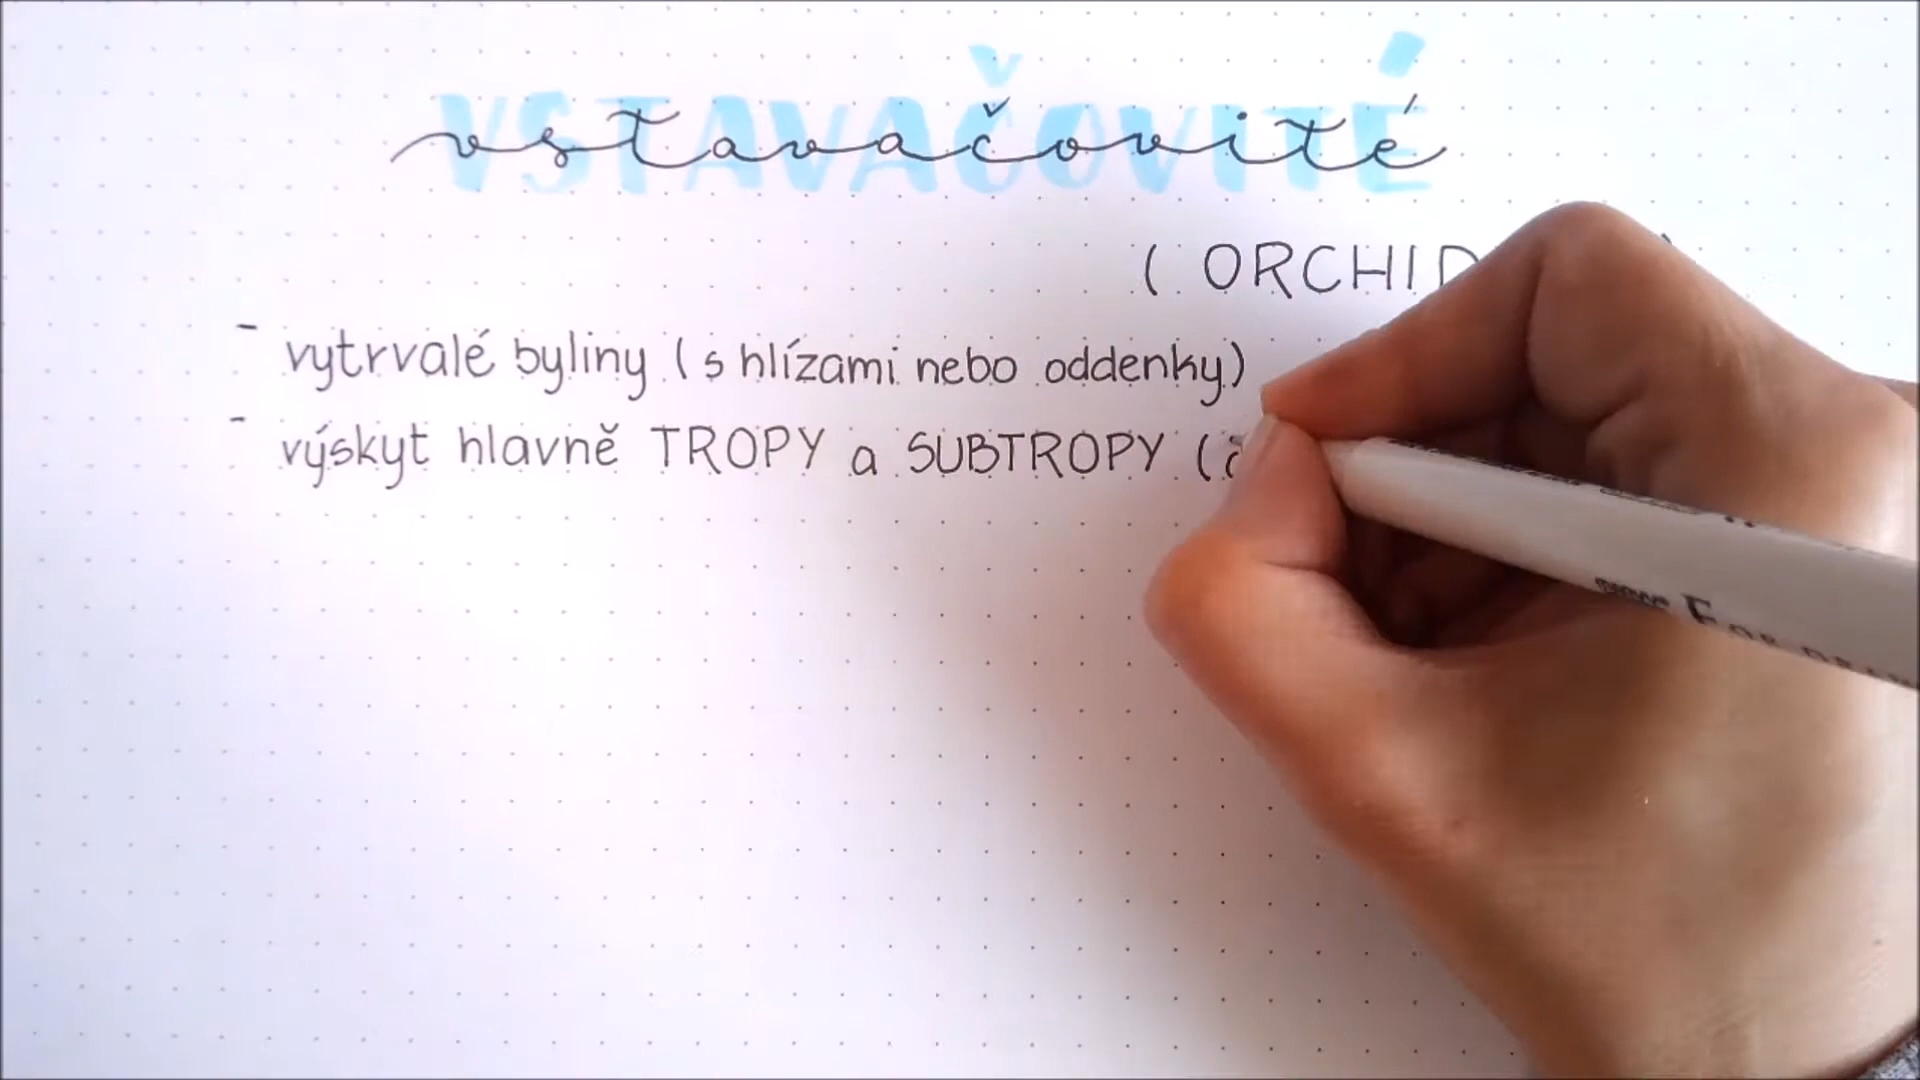 VSTAVAČOVITÉ
vstavačovité
( ORCHID
- vytrvalé byliny ( s hlízami nebo oddenky)
- výskyt hlavně TROPY a SUBTROPY (